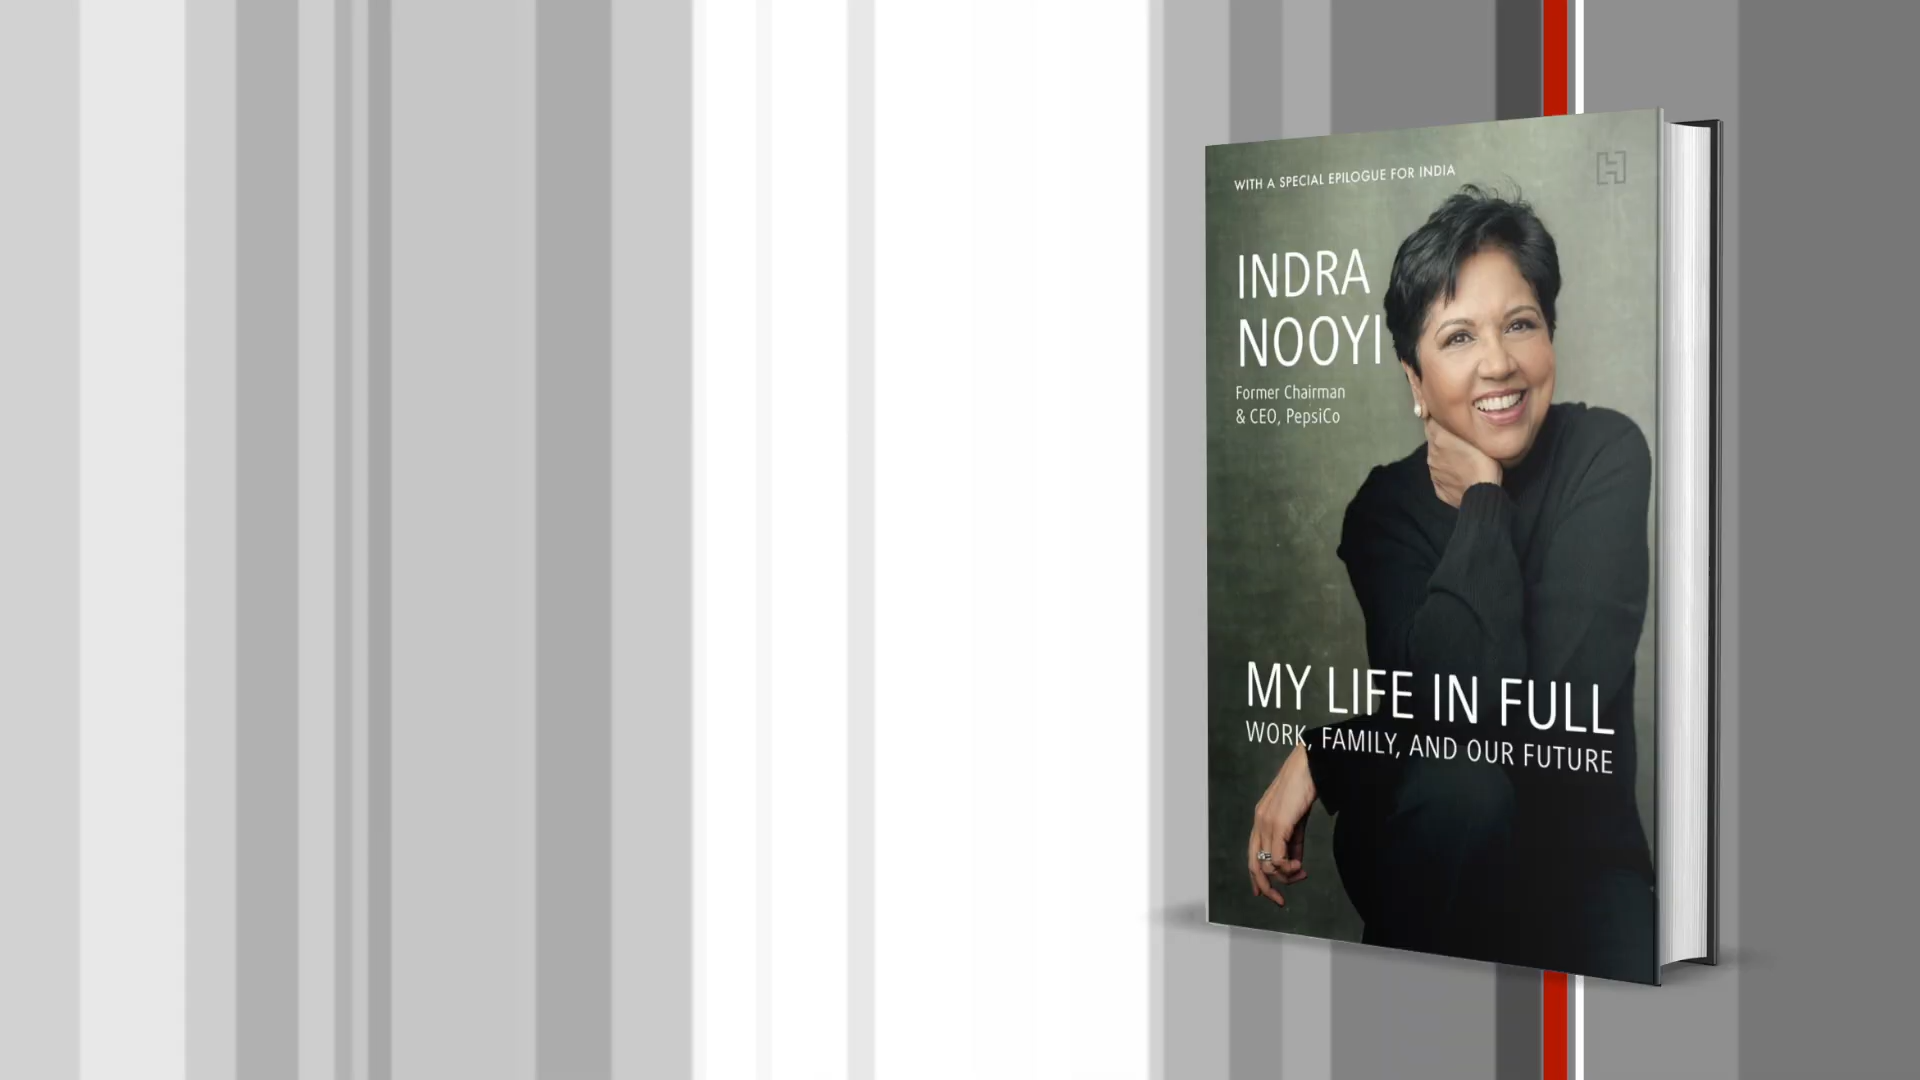 WITH A SPECIAL EPILOGUE FOR INDIA
INDRA
NOOYI
Former Chairman
& CEO, PepsiCo
MY LIFE IN FULL
WORK, FAMILY, AND OUR FUTURE